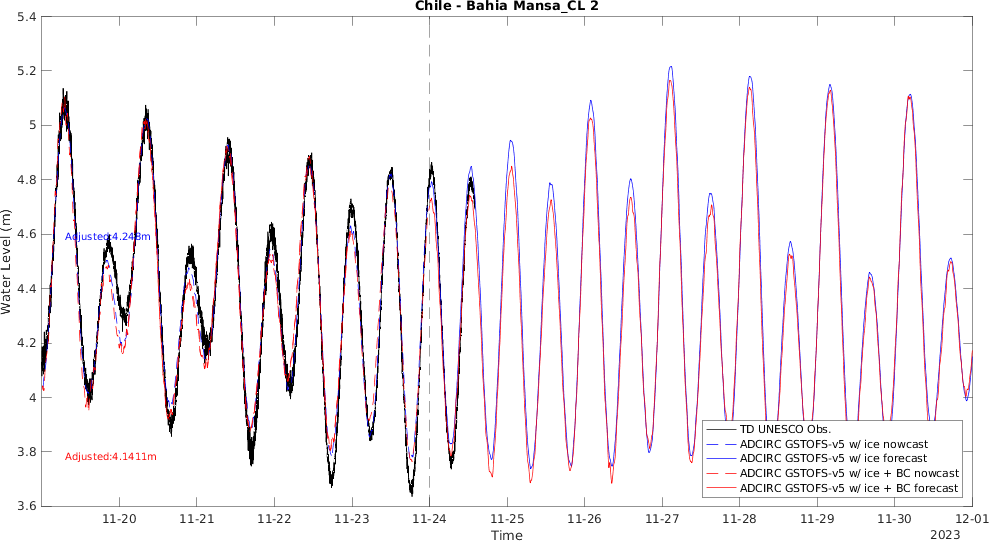 Chile - Bahia Mansa_CL 2
5.4
5.2
5
4.8
4.6
4.4
4.2
4
3.8
3.6
Water Level (m)
Adjusted:4.248m
Adjusted:4.1411m
TD UNESCO Obs.
ADCIRC GSTOFS-v5 w/ ice nowcast
ADCIRC GSTOFS-v5 w/ ice forecast
ADCIRC GSTOFS-v5 w/ ice + BC nowcast
ADCIRC GSTOFS-v5 w/ ice + BC forecast
11-20 11-21 11-22 11-23 11-24 11-25 11-26 11-27 11-28 11-29 11-30 12-01
Time
2023